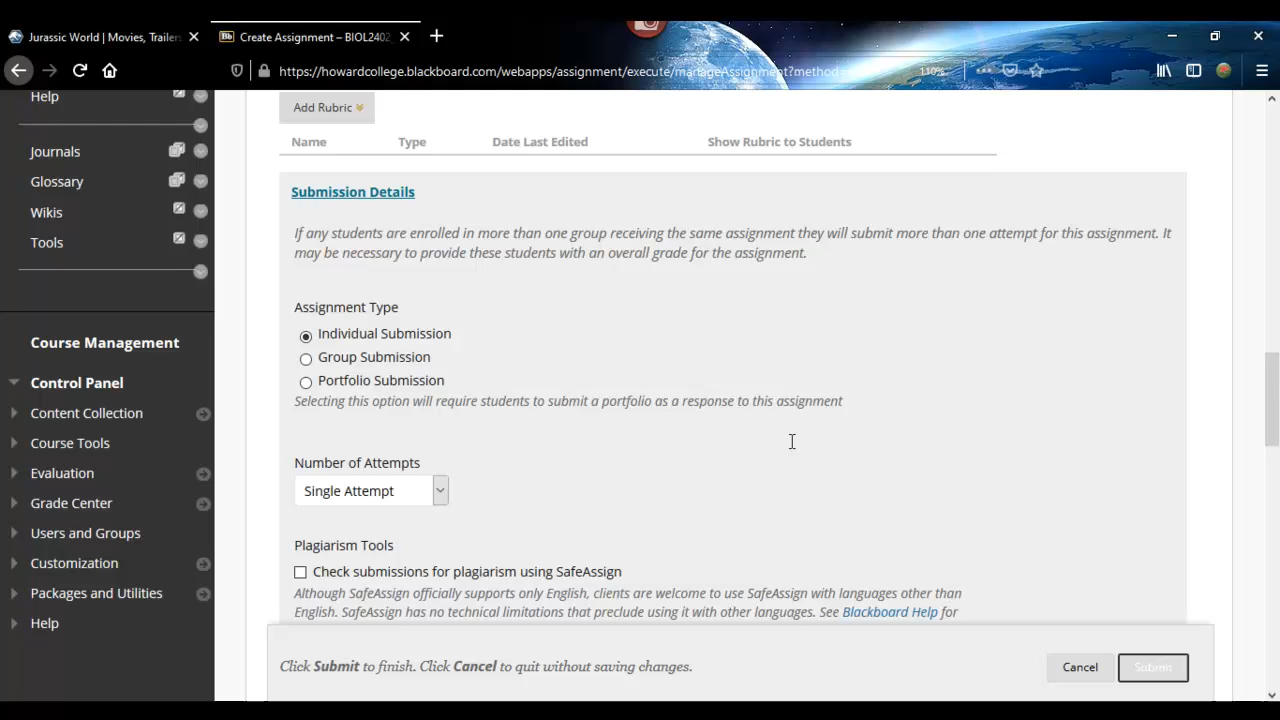 Jurassic World | Movies, Trailer
Create Assignment – BIOL2402
https://howardcollege.blackboard.com/webapps/assignment/execute/manageAssignment?method=
110%
Help
Journals
Glossary
Wikis
Tools
Course Management
Control Panel
Content Collection
Course Tools
Evaluation
Grade Center
Users and Groups
Customization
Packages and Utilities
Help
Add Rubric
Name Type Date Last Edited Show Rubric to Students
Submission Details
If any students are enrolled in more than one group receiving the same assignment they will submit more than one attempt for this assignment. It
may be necessary to provide these students with an overall grade for the assignment.
Assignment Type
Individual Submission
Group Submission
Portfolio Submission
Selecting this option will require students to submit a portfolio as a response to this assignment
Number of Attempts
Single Attempt
Plagiarism Tools
Check submissions for plagiarism using SafeAssign
Although SafeAssign officially supports only English, clients are welcome to use SafeAssign with languages other than
English. SafeAssign has no technical limitations that preclude using it with other languages. See Blackboard Help for
Click Submit to finish. Click Cancel to quit without saving changes.
Cancel Submit